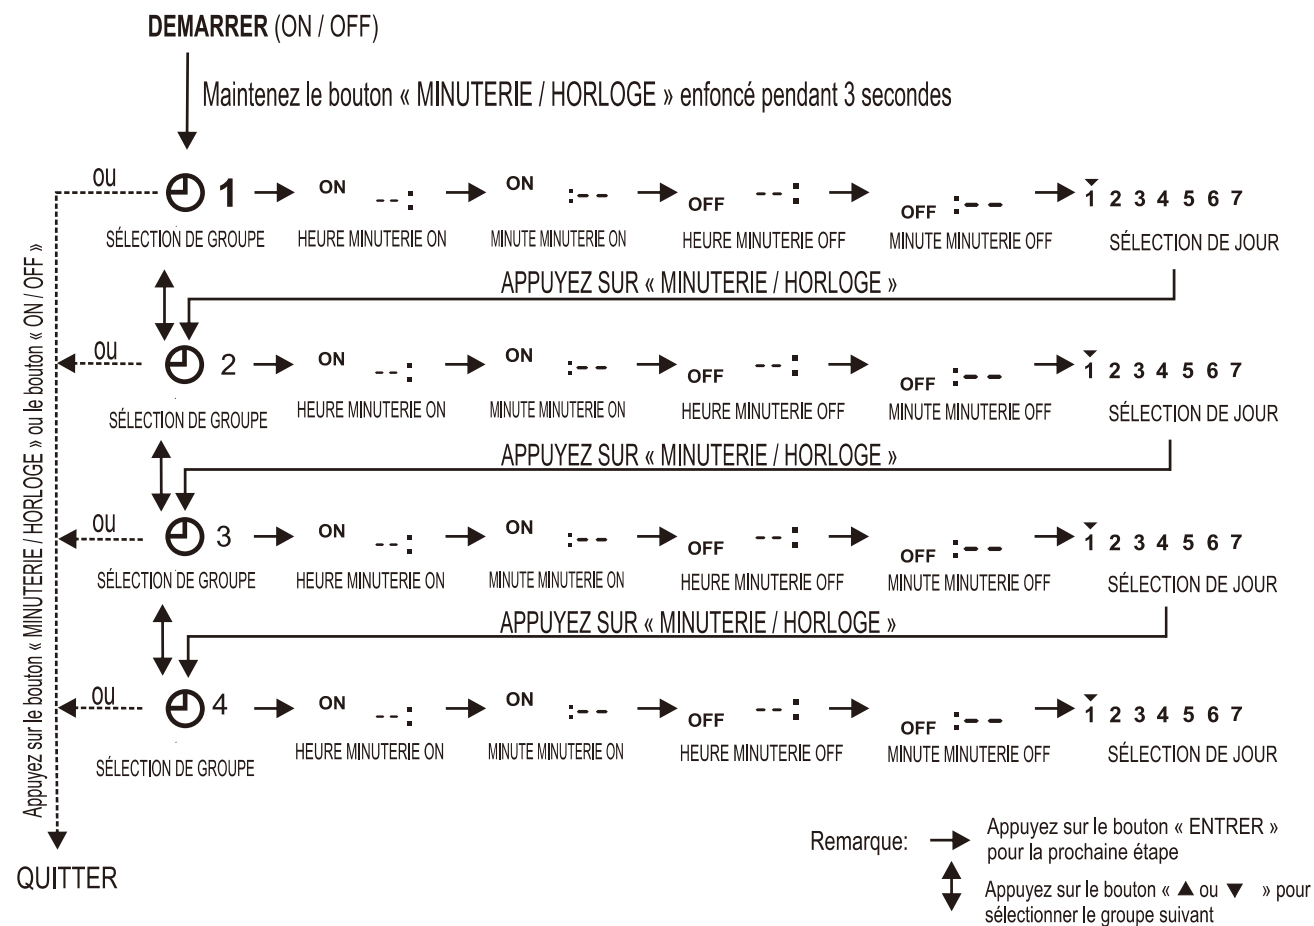 DEMARRER (ON / OFF)
Maintenez le bouton « MINUTERIE / HORLOGE » enfoncé pendant 3 secondes
ou 1 ON --: ON :-- OFF --: OFF :-- 1 2 3 4 5 6 7
SÉLECTION DE GROUPE HEURE MINUTERIE ON MINUTE MINUTERIE ON HEURE MINUTERIE OFF MINUTE MINUTERIE OFF SÉLECTION DE JOUR
APPUYEZ SUR « MINUTERIE / HORLOGE »
ou 2 ON --: ON :-- OFF --: OFF :-- 1 2 3 4 5 6 7
SÉLECTION DE GROUPE HEURE MINUTERIE ON MINUTE MINUTERIE ON HEURE MINUTERIE OFF MINUTE MINUTERIE OFF SÉLECTION DE JOUR
APPUYEZ SUR « MINUTERIE / HORLOGE »
ou 3 ON --: ON :-- OFF --: OFF :-- 1 2 3 4 5 6 7
SÉLECTION DE GROUPE HEURE MINUTERIE ON MINUTE MINUTERIE ON HEURE MINUTERIE OFF MINUTE MINUTERIE OFF SÉLECTION DE JOUR
APPUYEZ SUR « MINUTERIE / HORLOGE »
ou 4 ON --: ON :-- OFF --: OFF :-- 1 2 3 4 5 6 7
SÉLECTION DE GROUPE HEURE MINUTERIE ON MINUTE MINUTERIE ON HEURE MINUTERIE OFF MINUTE MINUTERIE OFF SÉLECTION DE JOUR
Appuyez sur le bouton « MINUTERIE / HORLOGE » ou le bouton « ON / OFF »
QUITTER
Remarque: → Appuyez sur le bouton « ENTRER »
pour la prochaine étape
Appuyez sur le bouton « ▲ ou ▼ » pour
sélectionner le groupe suivant